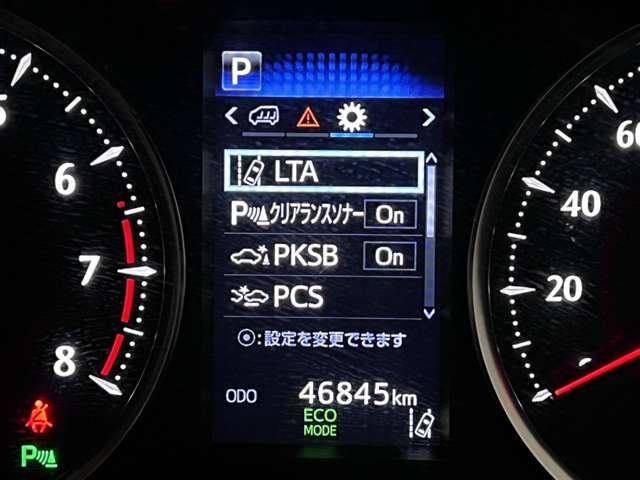 P
LTA
P クリアランスソナー On
PKSB On
PCS
:設定を変更できます
ODO 46845km
ECO
MODE
6
7
8
P
60
40
20